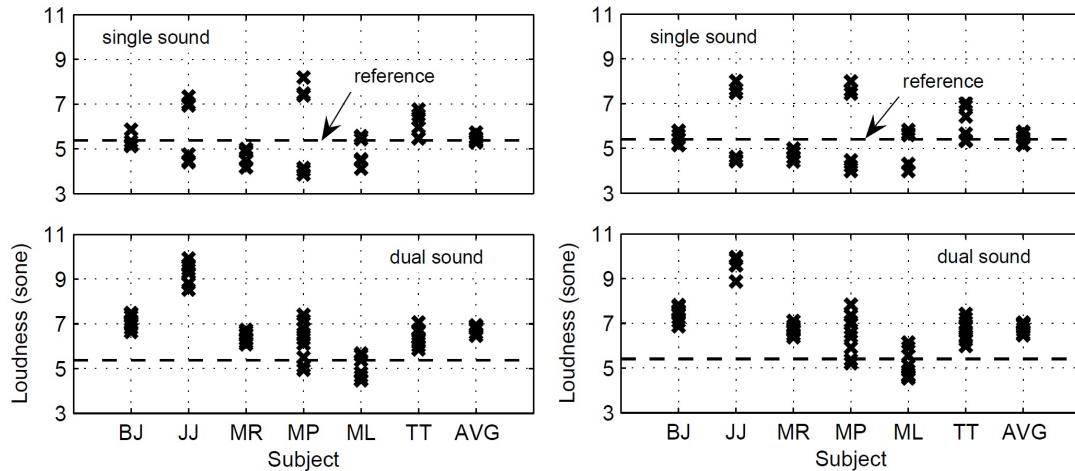 11
single sound
9
reference
7
5
3
11
dual sound
9
7
5
3
Loudness (sone)
BJ JJ MR MP ML TT AVG
Subject
11
single sound
9
reference
7
5
3
11
dual sound
9
7
5
3
Loudness (sone)
BJ JJ MR MP ML TT AVG
Subject